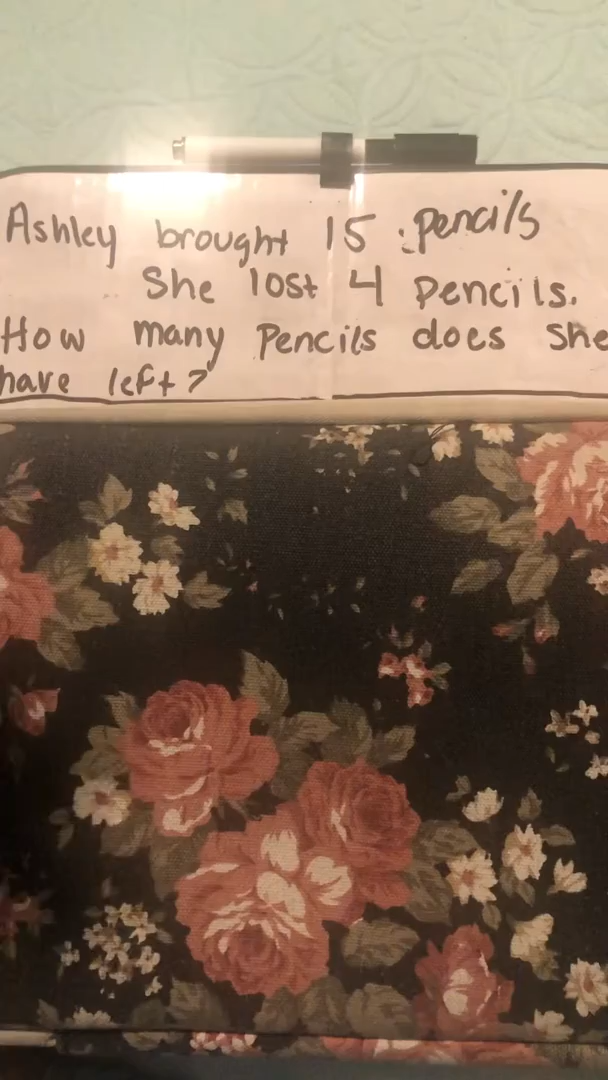 Ashley brought 15 pencils
She lost 4 Pencils.
How many Pencils does She
have left?